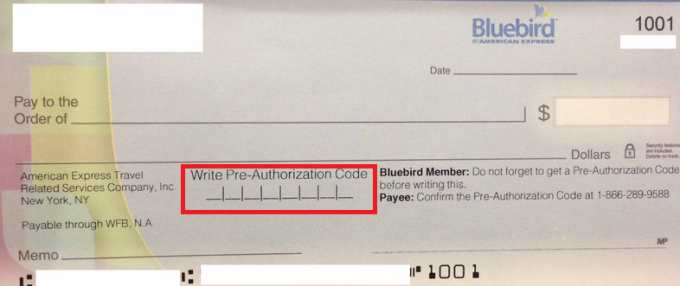 Bluebird
BY AMERICAN EXPRESS
1001
Date
Pay to the
Order of
$
Dollars
Security features
are included.
Details on back.
American Express Travel
Related Services Company, Inc.
New York, NY
Payable through WFB, N.A.
Write Pre-Authorization Code
Bluebird Member: Do not forget to get a Pre-Authorization Code
before writing this.
Payee: Confirm the Pre-Authorization Code at 1-866-289-9588
Memo
MP
1001